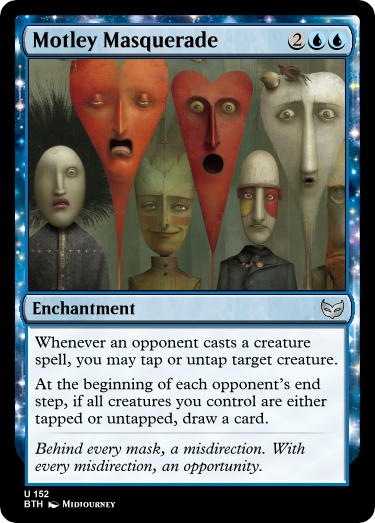 Motley Masquerade 2
Enchantment
Whenever an opponent casts a creature
spell, you may tap or untap target creature.
At the beginning of each opponent's end
step, if all creatures you control are either
tapped or untapped, draw a card.
Behind every mask, a misdirection. With
every misdirection, an opportunity.
U 152
BTH Midjourney